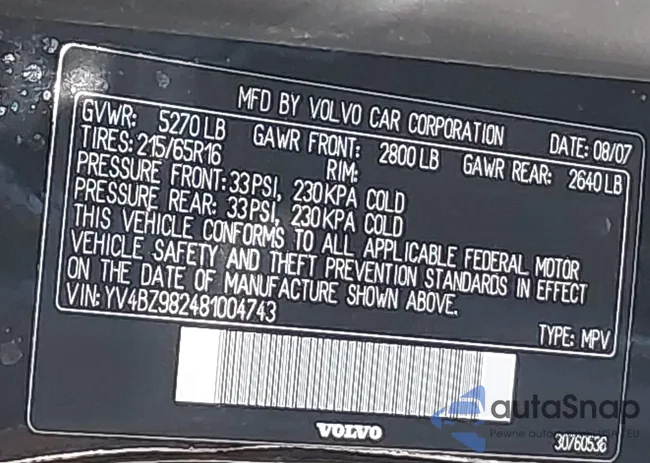 MFD BY VOLVO CAR CORPORATION DATE: 08/07
GVWR: 5270 LB GAWR FRONT: 2800 LB GAWR REAR: 2640 LB
TIRES: 215/65R16 RIM:
PRESSURE FRONT: 33 PSI, 230 KPA COLD
PRESSURE REAR: 33 PSI, 230 KPA COLD
THIS VEHICLE CONFORMS TO ALL APPLICABLE FEDERAL MOTOR
VEHICLE SAFETY AND THEFT PREVENTION STANDARDS IN EFFECT
ON THE DATE OF MANUFACTURE SHOWN ABOVE.
VIN: YV4BZ982481004743 TYPE: MPV
VOLVO
30760536
autaSnap
Pewne auto